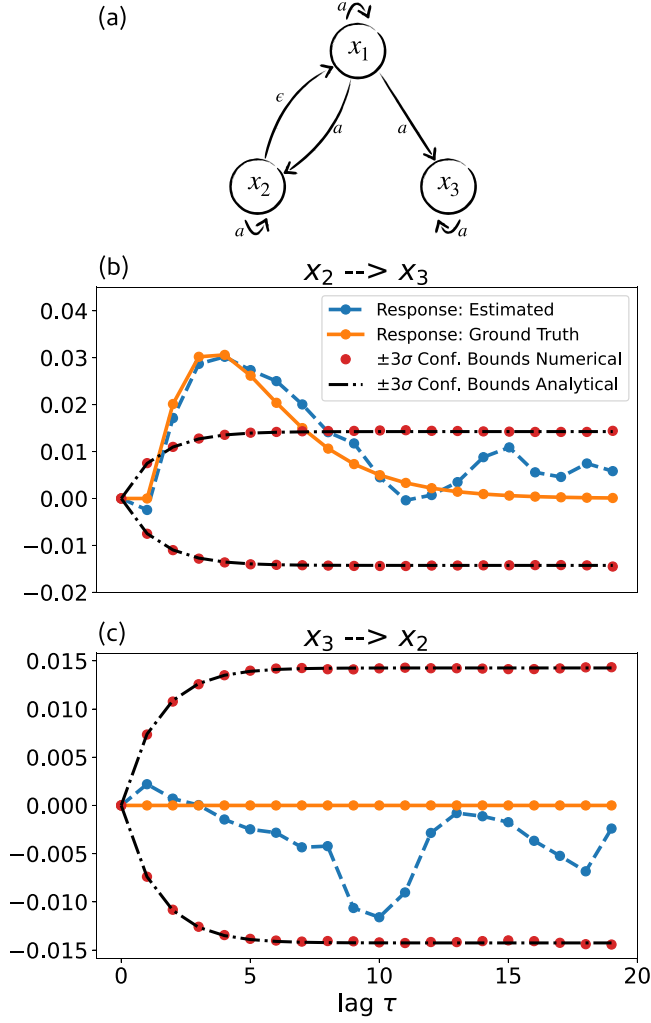 (a)
a
x1
ϵ
a
a
x2
x3
a
a
(b)
x2 --> x3
0.04
0.03
0.02
0.01
0.00
−0.01
−0.02
Response: Estimated
Response: Ground Truth
±3σ Conf. Bounds Numerical
±3σ Conf. Bounds Analytical
(c)
x3 --> x2
0.015
0.010
0.005
0.000
−0.005
−0.010
−0.015
0 5 10 15 20
lag τ